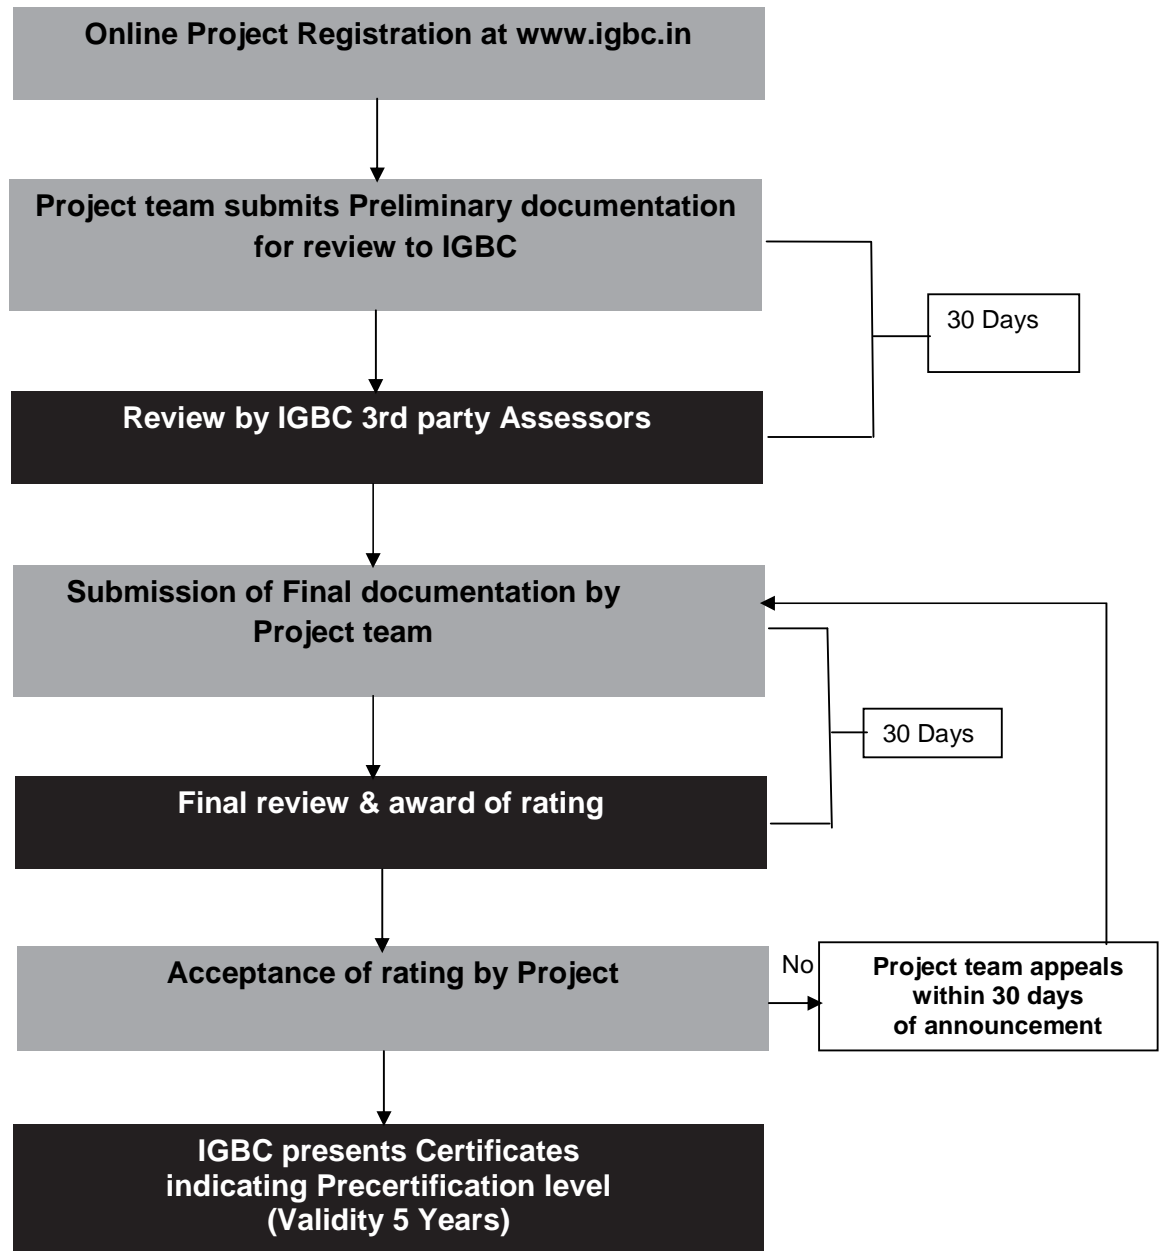 Online Project Registration at www.igbc.in
Project team submits Preliminary documentation
for review to IGBC
30 Days
Review by IGBC 3rd party Assessors
Submission of Final documentation by
Project team
30 Days
Final review & award of rating
Acceptance of rating by Project
No
Project team appeals
within 30 days
of announcement
IGBC presents Certificates
indicating Precertification level
(Validity 5 Years)